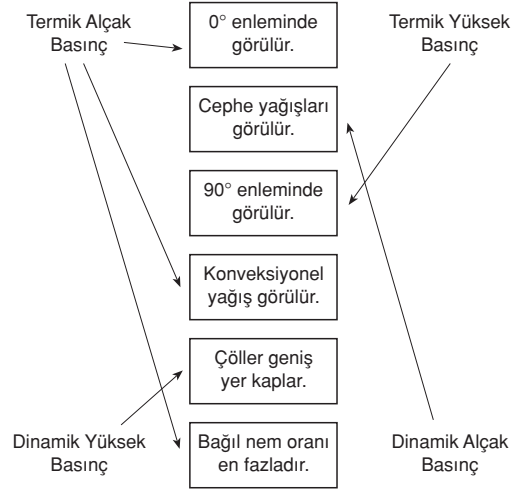 Termik Alçak
Basınç
0° enleminde
görülür.
Termik Yüksek
Basınç
Cephe yağışları
görülür.
90° enleminde
görülür.
Konveksiyonel
yağış görülür.
Çöller geniş
yer kaplar.
Dinamik Yüksek
Basınç
Bağıl nem oranı
en fazladır.
Dinamik Alçak
Basınç